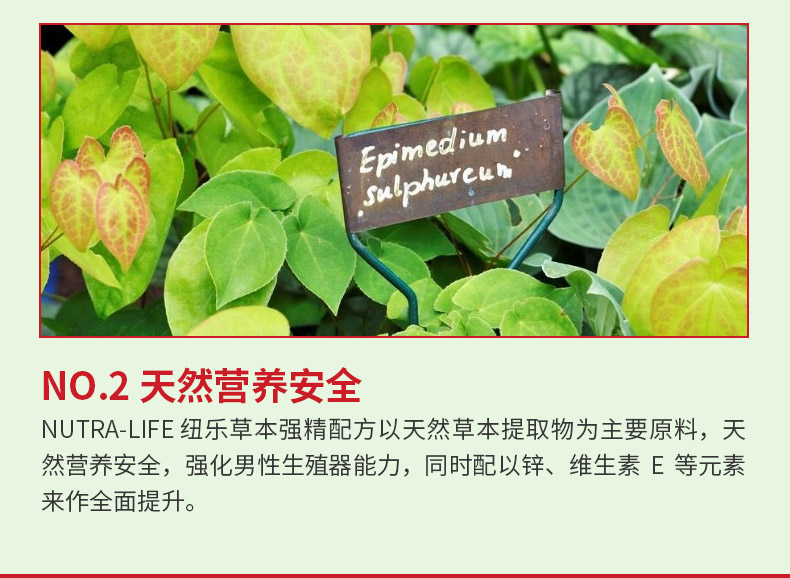 Epimedium
sulphureum
NO.2 天然营养安全
NUTRA-LIFE 纽乐草本强精配方以天然草本提取物为主要原料，天
然营养安全，强化男性生殖器能力，同时配以锌、维生素 E 等元素
来作全面提升。